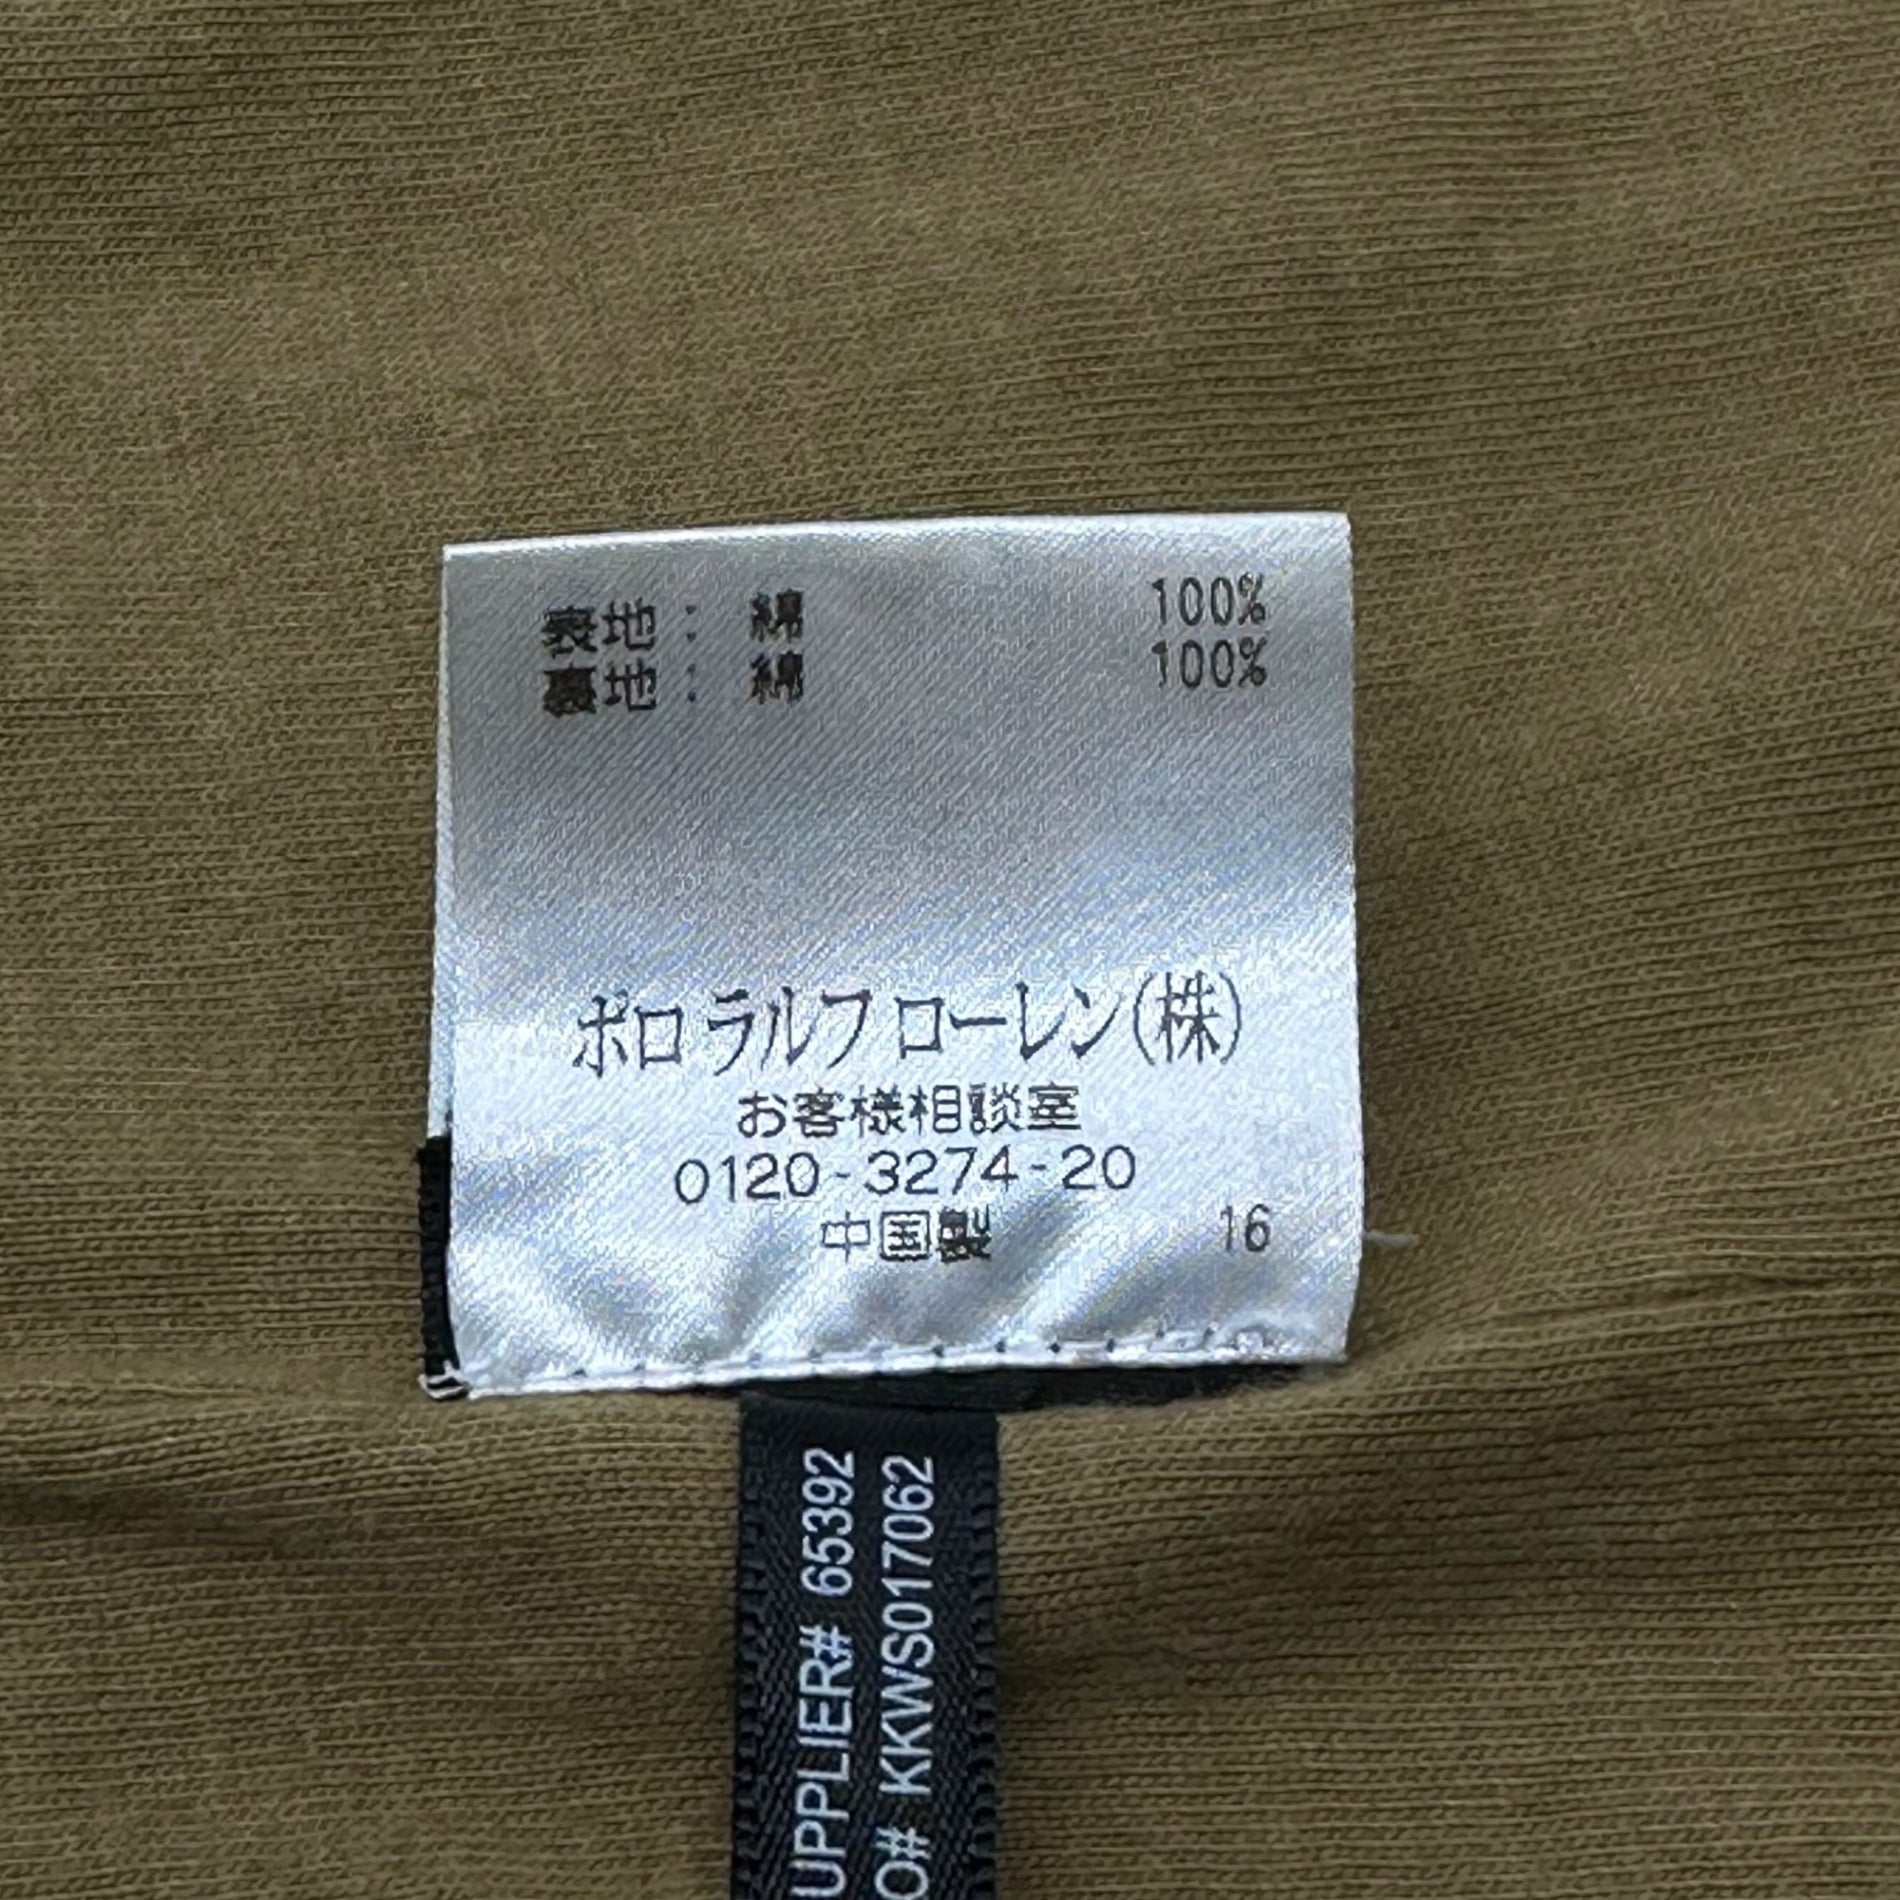 表地： 綿 100%
裏地： 綿 100%
ポロ ラルフ ローレン(株)
お客様相談室
0120-3274-20
中国製 16
UPPLIER# 65392
O# KKWS017062